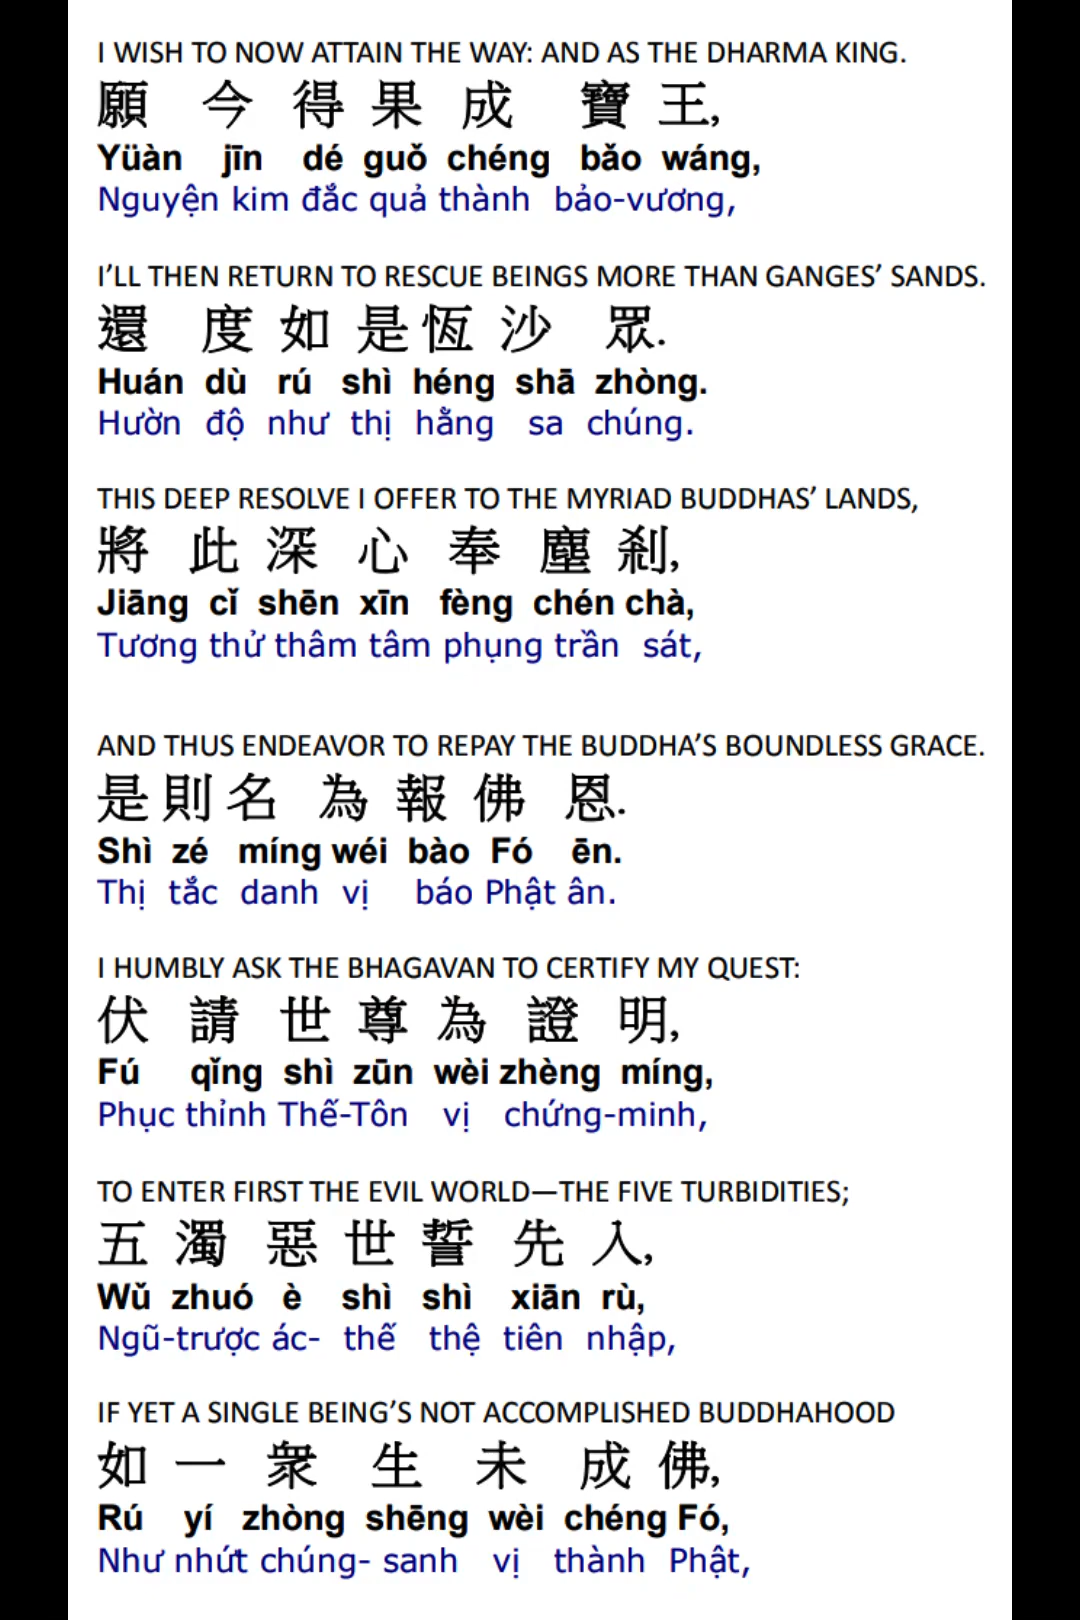 I WISH TO NOW ATTAIN THE WAY: AND AS THE DHARMA KING.
願 今 得 果 成 寶 王,
Yüàn jīn dé guǒ chéng bǎo wáng,
Nguyện kim đắc quả thành bảo-vương,
I’LL THEN RETURN TO RESCUE BEINGS MORE THAN GANGES’ SANDS.
還 度 如 是 恆 沙 眾.
Huán dù rú shì héng shā zhòng.
Hườn độ như thị hằng sa chúng.
THIS DEEP RESOLVE I OFFER TO THE MYRIAD BUDDHAS’ LANDS,
將 此 深 心 奉 塵 剎,
Jiāng cǐ shēn xīn fèng chén chà,
Tương thử thâm tâm phụng trần sát,
AND THUS ENDEAVOR TO REPAY THE BUDDHA’S BOUNDLESS GRACE.
是 則 名 為 報 佛 恩.
Shì zé míng wéi bào Fó ēn.
Thị tắc danh vị báo Phật ân.
I HUMBLY ASK THE BHAGAVAN TO CERTIFY MY QUEST:
伏 請 世 尊 為 證 明,
Fú qǐng shì zūn wèi zhèng míng,
Phục thỉnh Thế-Tôn vị chứng-minh,
TO ENTER FIRST THE EVIL WORLD—THE FIVE TURBIDITIES;
五 濁 惡 世 誓 先 入,
Wǔ zhuó è shì shì xiān rù,
Ngũ-trược ác- thế thệ tiên nhập,
IF YET A SINGLE BEING’S NOT ACCOMPLISHED BUDDHAHOOD
如 一 衆 生 未 成 佛,
Rú yí zhòng shēng wèi chéng Fó,
Như nhứt chúng- sanh vị thành Phật,